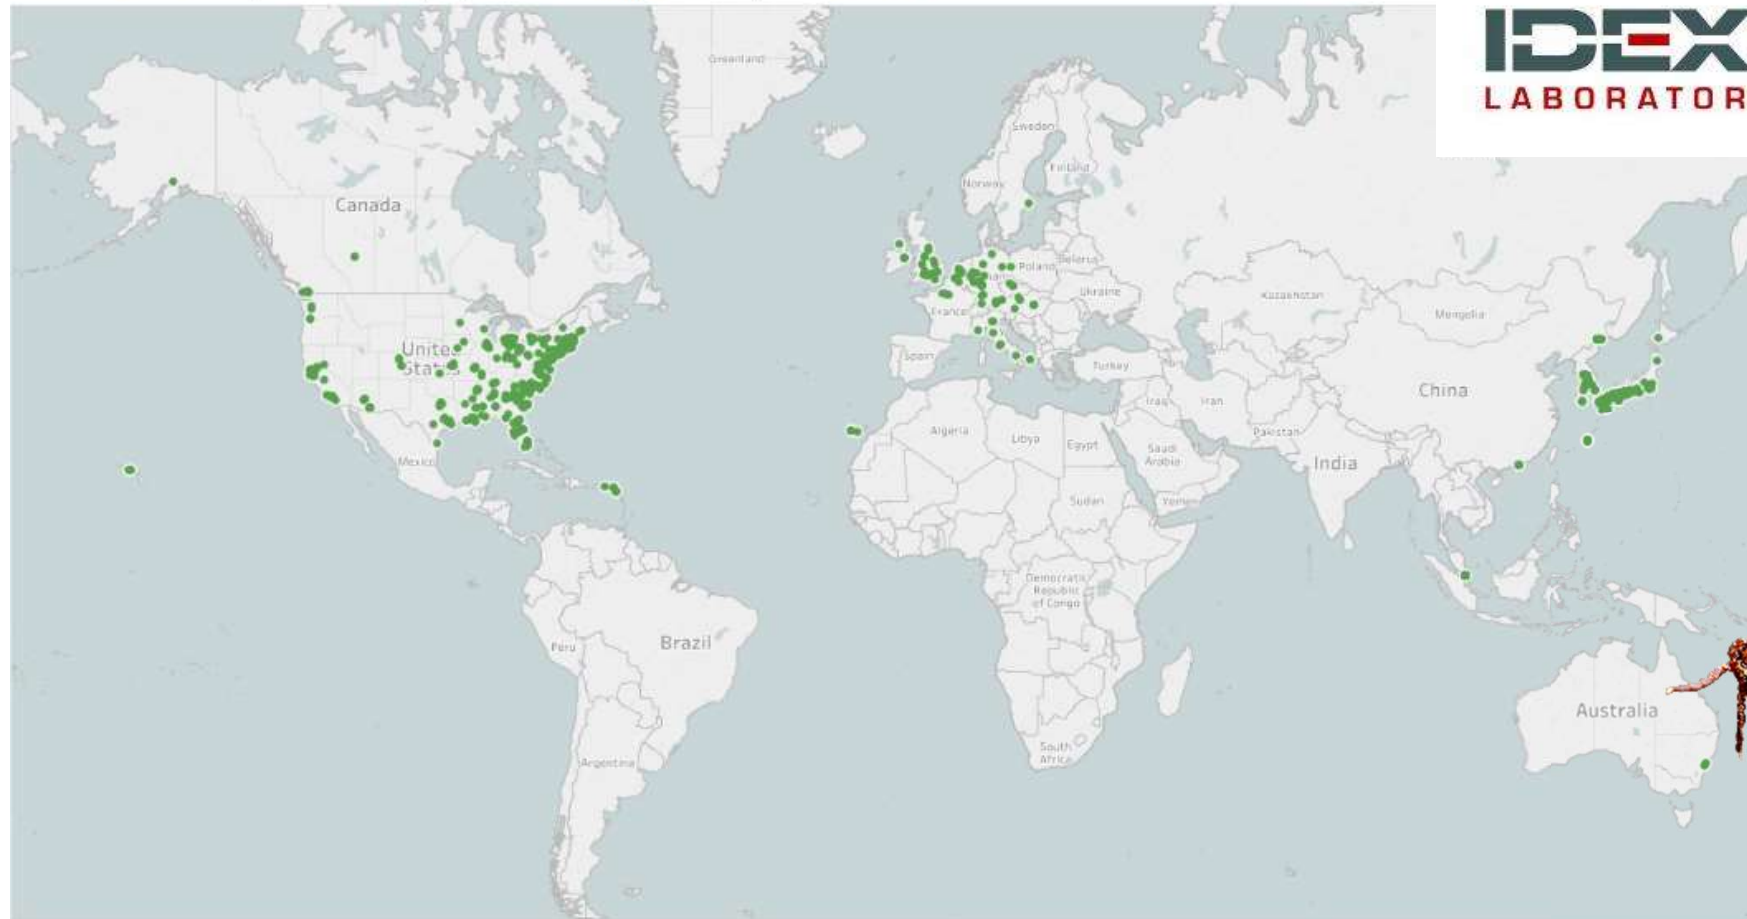 IDEX
LABORATOR
Greenland
Sweden
Finland
Norway
Canada
Poland
Belarus
Ukraine
France
Kazakhstan
Mongolia
United
States
Spain
Turkey
China
Iraq
Iran
Algeria
Libya
Egypt
Pakistan
Saudi
Arabia
India
Mexico
Sudan
Yemen
Democratic
Republic
of Congo
Brazil
Peru
Australia
South
Africa
Argentina